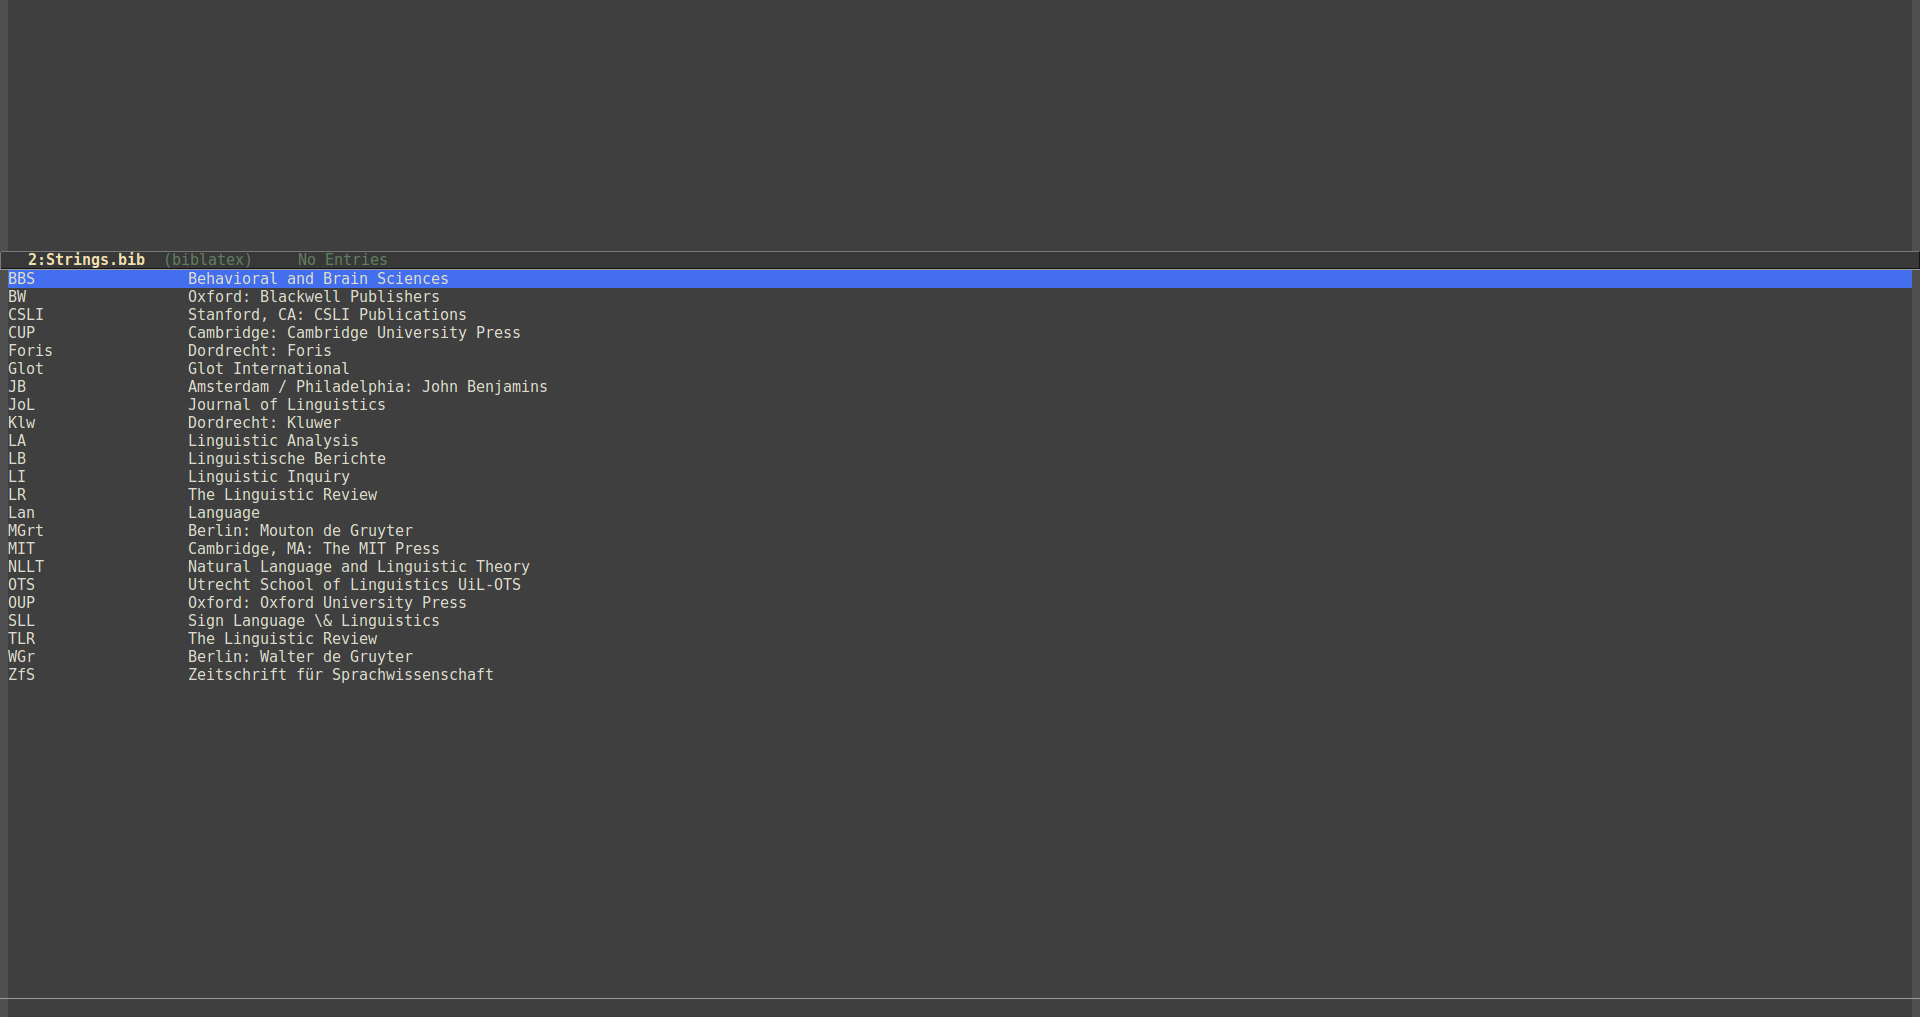 2:Strings.bib (biblatex) No Entries
BBS Behavioral and Brain Sciences
BW Oxford: Blackwell Publishers
CSLI Stanford, CA: CSLI Publications
CUP Cambridge: Cambridge University Press
Foris Dordrecht: Foris
Glot Glot International
JB Amsterdam / Philadelphia: John Benjamins
JoL Journal of Linguistics
Klw Dordrecht: Kluwer
LA Linguistic Analysis
LB Linguistische Berichte
LI Linguistic Inquiry
LR The Linguistic Review
Lan Language
MGrt Berlin: Mouton de Gruyter
MIT Cambridge, MA: The MIT Press
NLLT Natural Language and Linguistic Theory
OTS Utrecht School of Linguistics UiL-OTS
OUP Oxford: Oxford University Press
SLL Sign Language \& Linguistics
TLR The Linguistic Review
WGr Berlin: Walter de Gruyter
ZfS Zeitschrift für Sprachwissenschaft